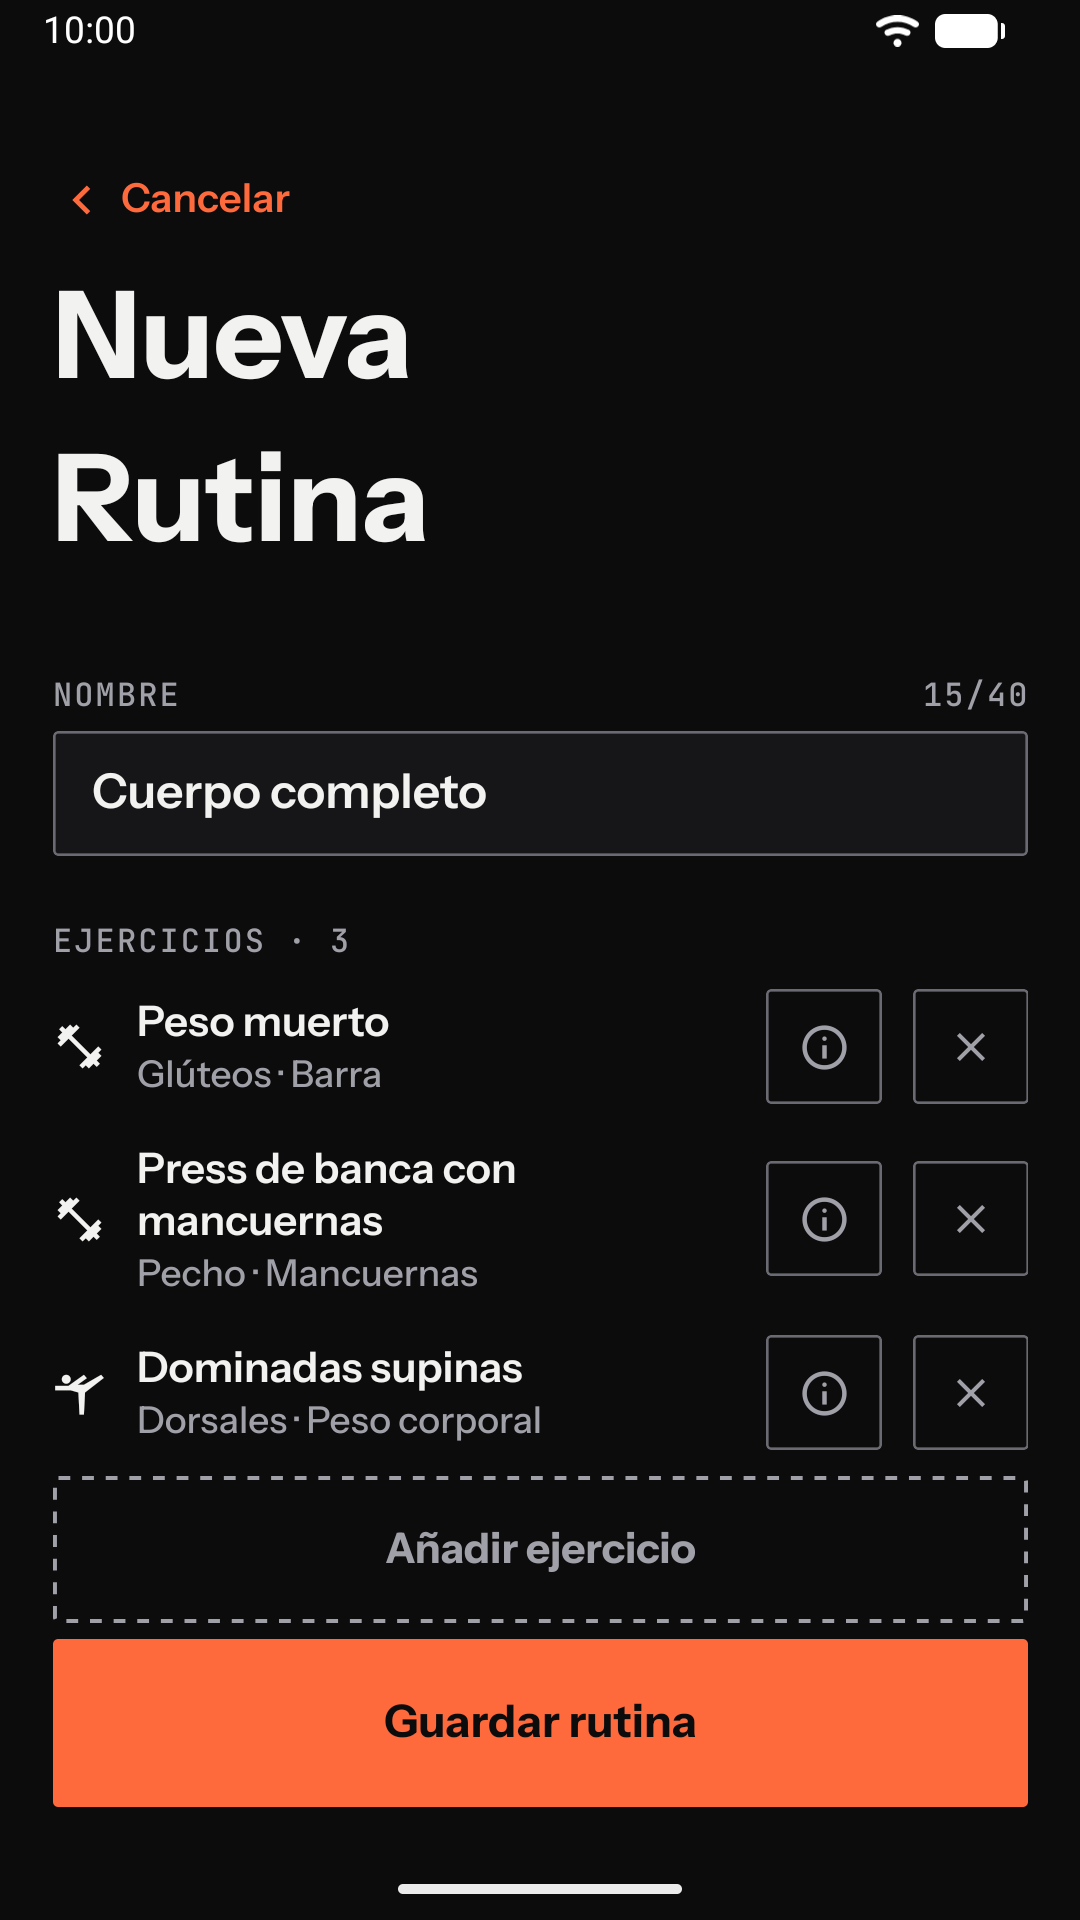 10:00
Cancelar
Nueva
Rutina
NOMBRE 15/40
Cuerpo completo
EJERCICIOS · 3
Peso muerto
Glúteos · Barra
Press de banca con
mancuernas
Pecho · Mancuernas
Dominadas supinas
Dorsales · Peso corporal
Añadir ejercicio
Guardar rutina